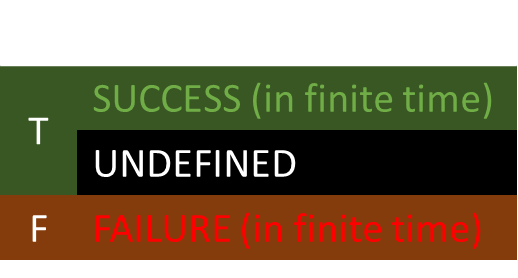 SUCCESS (in finite time)
T
UNDEFINED
F FAILURE (in finite time)